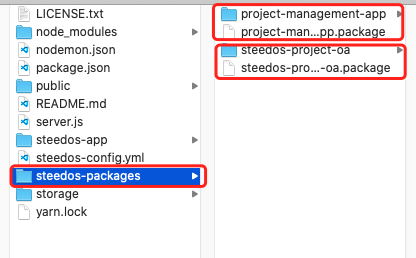 LICENSE.txt
node_modules
nodemon.json
package.json
public
README.md
server.js
steedos-app
steedos-config.yml
steedos-packages
storage
yarn.lock
project-management-app
project-man...pp.package
steedos-project-oa
steedos-pro...-oa.package